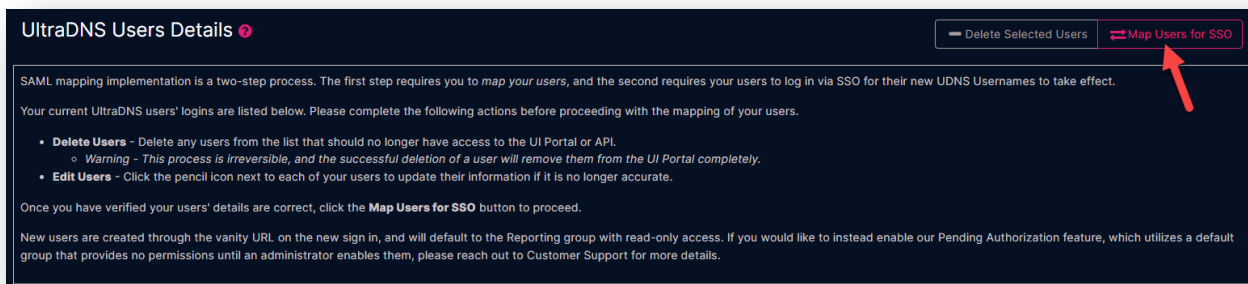 UltraDNS Users Details ?
Delete Selected Users
Map Users for SSO
SAML mapping implementation is a two-step process. The first step requires you to map your users, and the second requires your users to log in via SSO for their new UDNS Usernames to take effect.
Your current UltraDNS users' logins are listed below. Please complete the following actions before proceeding with the mapping of your users.
• Delete Users - Delete any users from the list that should no longer have access to the UI Portal or API.
◦ Warning - This process is irreversible, and the successful deletion of a user will remove them from the UI Portal completely.
• Edit Users - Click the pencil icon next to each of your users to update their information if it is no longer accurate.
Once you have verified your users' details are correct, click the Map Users for SSO button to proceed.
New users are created through the vanity URL on the new sign in, and will default to the Reporting group with read-only access. If you would like to instead enable our Pending Authorization feature, which utilizes a default
group that provides no permissions until an administrator enables them, please reach out to Customer Support for more details.